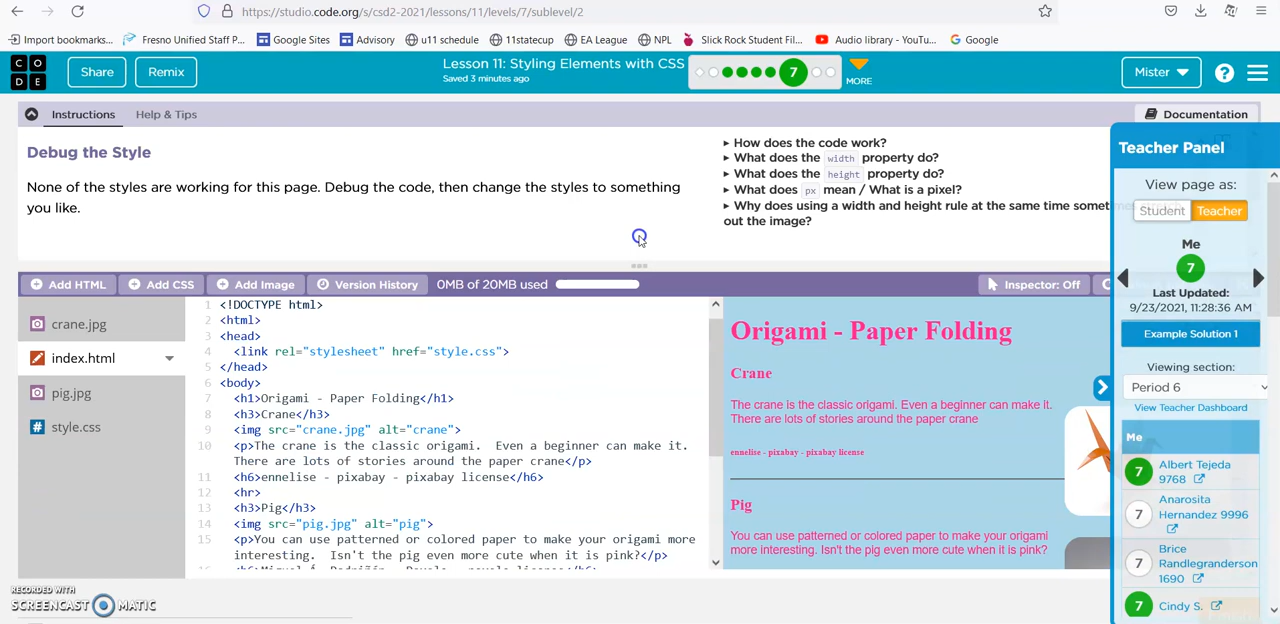 https://studio.code.org/s/csd2-2021/lessons/11/levels/7/sublevel/2
Import bookmarks...
Fresno Unified Staff P...
Google Sites
Advisory
u11 schedule
11statecup
EA League
NPL
Slick Rock Student Fil...
Audio library - YouTu...
Google
CODE
Share
Remix
Lesson 11: Styling Elements with CSS
Saved 3 minutes ago
7
MORE
Mister
?
Instructions
Help & Tips
Documentation
Debug the Style
None of the styles are working for this page. Debug the code, then change the styles to something
you like.
How does the code work?
What does the width property do?
What does the height property do?
What does px mean / What is a pixel?
Why does using a width and height rule at the same time sometimes
out the image?
Teacher Panel
View page as:
Student
Teacher
Me
7
Last Updated:
9/23/2021, 11:28:36 AM
Example Solution 1
Viewing section:
Period 6
View Teacher Dashboard
Me
7
Albert Tejeda
9768
7
Anarosita
Hernandez 9996
7
Brice
Randlegranderson
1690
7
Cindy S.
Add HTML
Add CSS
Add Image
Version History
0MB of 20MB used
Inspector: Off
crane.jpg
index.html
pig.jpg
style.css
1 <!DOCTYPE html>
2 <html>
3 <head>
4 <link rel="stylesheet" href="style.css">
5 </head>
6 <body>
7 <h1>Origami - Paper Folding</h1>
8 <h3>Crane</h3>
9 <img src="crane.jpg" alt="crane">
10 <p>The crane is the classic origami.  Even a beginner can make it.
There are lots of stories around the paper crane</p>
11 <h6>ennelise - pixabay - pixabay license</h6>
12 <hr>
13 <h3>Pig</h3>
14 <img src="pig.jpg" alt="pig">
15 <p>You can use patterned or colored paper to make your origami more
interesting.  Isn't the pig even more cute when it is pink?</p>
Origami - Paper Folding
Crane
The crane is the classic origami. Even a beginner can make it.
There are lots of stories around the paper crane
ennelise - pixabay - pixabay license
Pig
You can use patterned or colored paper to make your origami
more interesting. Isn't the pig even more cute when it is pink?
RECORDED WITH
SCREENCAST MATIC